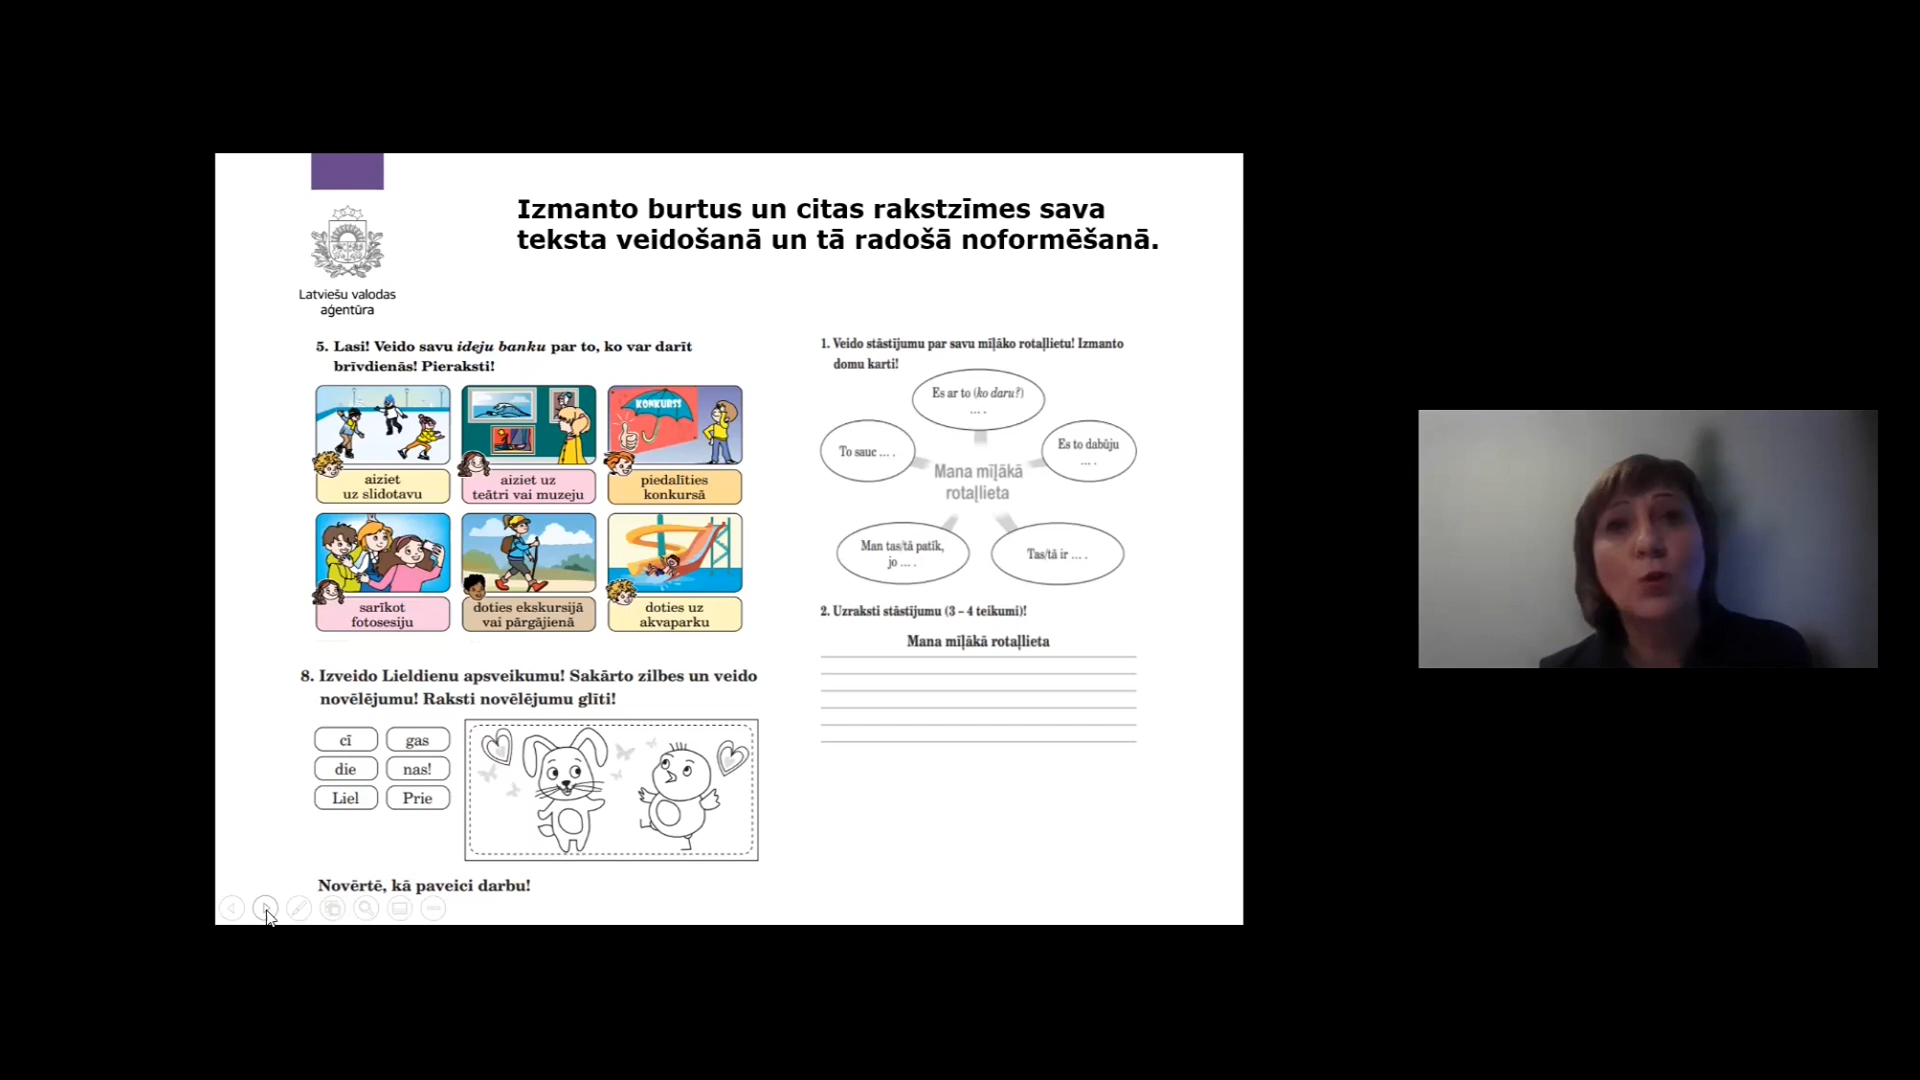 Izmanto burtus un citas rakstzīmes sava
teksta veidošanā un tā radošā noformēšanā.
Latviešu valodas
aģentūra
5. Lasi! Veido savu ideju banku par to, ko var darīt
brīvdienās! Pieraksti!
aiziet
uz slidotavu
aiziet uz
teātri vai muzeju
KONKURSS
piedalīties
konkursā
sarīkot
fotosesiju
doties ekskursijā
vai pārgājienā
doties uz
akvaparku
8. Izveido Lieldienu apsveikumu! Sakārto zilbes un veido
novēlējumu! Raksti novēlējumu glīti!
cī
gas
die
nas!
Liel
Prie
Novērtē, kā paveici darbu!
1. Veido stāstījumu par savu mīļāko rotaļlietu! Izmanto
domu karti!
Es ar to (ko daru?)
... .
To sauc ... .
Es to dabūju
... .
Mana mīļākā
rotaļlieta
Man tas/tā patīk,
jo ... .
Tas/tā ir ... .
2. Uzraksti stāstījumu (3 – 4 teikumi)!
Mana mīļākā rotaļlieta